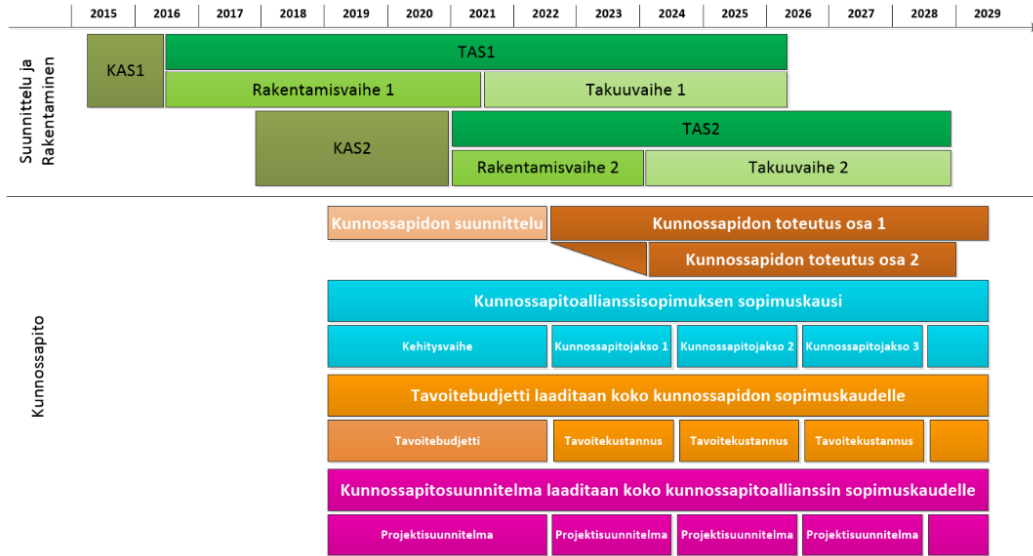 2015 2016 2017 2018 2019 2020 2021 2022 2023 2024 2025 2026 2027 2028 2029
Suunnittelu ja
Rakentaminen
KAS1
TAS1
Rakentamisvaihe 1
Takuuvaihe 1
KAS2
TAS2
Rakentamisvaihe 2
Takuuvaihe 2
Kunnossapito
Kunnossapidon suunnittelu
Kunnossapidon toteutus osa 1
Kunnossapidon toteutus osa 2
Kunnossapitoallianssisopimuksen sopimuskausi
Kehitysvaihe
Kunnossapitojakso 1
Kunnossapitojakso 2
Kunnossapitojakso 3
Tavoitebudjetti laaditaan koko kunnossapidon sopimuskaudelle
Tavoitebudjetti
Tavoitekustannus
Tavoitekustannus
Tavoitekustannus
Kunnossapitosuunnitelma laaditaan koko kunnossapitoallianssin sopimuskaudelle
Projektisuunnitelma
Projektisuunnitelma
Projektisuunnitelma
Projektisuunnitelma